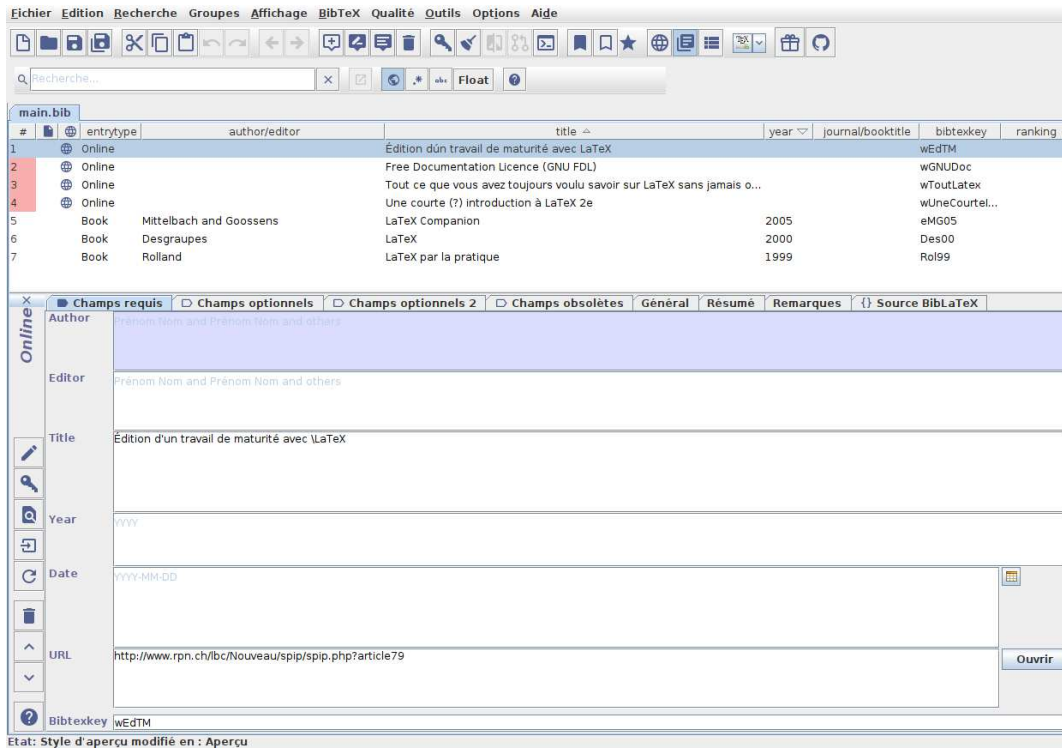 Fichier Edition Recherche Groupes Affichage BibTeX Qualité Outils Options Aide
Recherche... Float
main.bib
# entrytype author/editor title year journal/booktitle bibtexkey ranking
1 Online Édition dún travail de maturité avec LaTeX wEdTM
2 Online Free Documentation Licence (GNU FDL) wGNUDoc
3 Online Tout ce que vous avez toujours voulu savoir sur LaTeX sans jamais o... wToutLatex
4 Online Une courte (?) introduction à LaTeX 2e wUneCourteI...
5 Book Mittelbach and Goossens LaTeX Companion 2005 eMG05
6 Book Desgraupes LaTeX 2000 Des00
7 Book Rolland LaTeX par la pratique 1999 Rol99
Champs requis Champs optionnels Champs optionnels 2 Champs obsolètes Général Résumé Remarques {} Source BibLaTeX
Online
Author Prénom Nom and Prénom Nom and others
Editor Prénom Nom and Prénom Nom and others
Title Édition d'un travail de maturité avec \LaTeX
Year YYYY
Date YYYY-MM-DD
URL http://www.rpn.ch/lbc/Nouveau/spip/spip.php?article79 Ouvrir
Bibtexkey wEdTM
Etat: Style d'aperçu modifié en : Aperçu